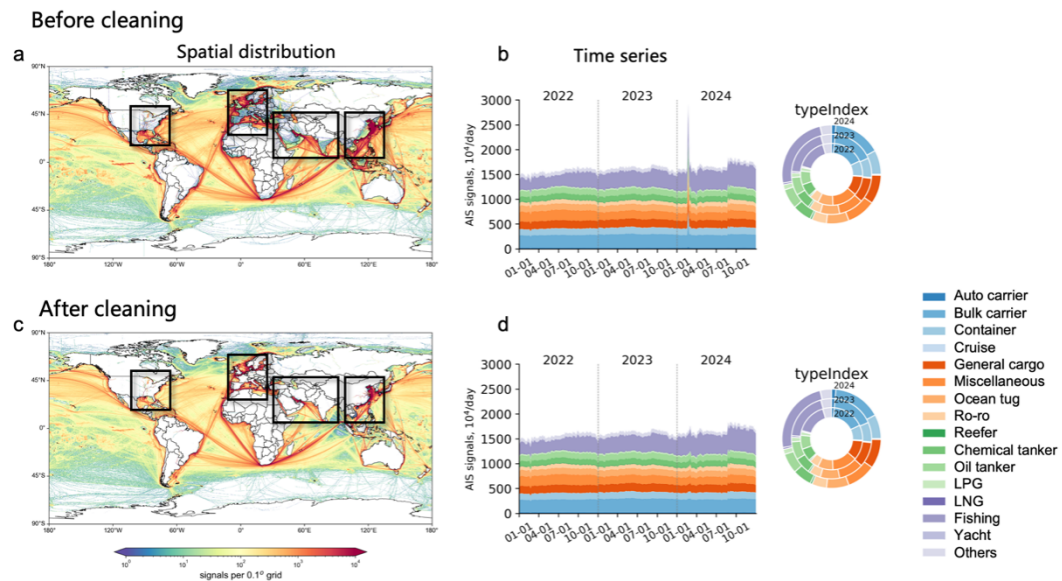 Before cleaning
a
Spatial distribution
90°N
45°N
0°
45°S
90°S
180° 120°W 60°W 0° 60°E 120°E 180°
b
Time series
2022 2023 2024
AIS signals, 10⁴/day
3000
2500
2000
1500
1000
500
0
01-01 04-01 07-01 10-01 01-01 04-01 07-01 10-01 01-01 04-01 07-01 10-01
typeIndex
2024
2023
2022
After cleaning
c
90°N
45°N
0°
45°S
90°S
180° 120°W 60°W 0° 60°E 120°E 180°
10⁰ 10¹ 10² 10³ 10⁴
signals per 0.1° grid
d
2022 2023 2024
AIS signals, 10⁴/day
3000
2500
2000
1500
1000
500
0
01-01 04-01 07-01 10-01 01-01 04-01 07-01 10-01 01-01 04-01 07-01 10-01
typeIndex
2024
2023
2022
Auto carrier
Bulk carrier
Container
Cruise
General cargo
Miscellaneous
Ocean tug
Ro-ro
Reefer
Chemical tanker
Oil tanker
LPG
LNG
Fishing
Yacht
Others